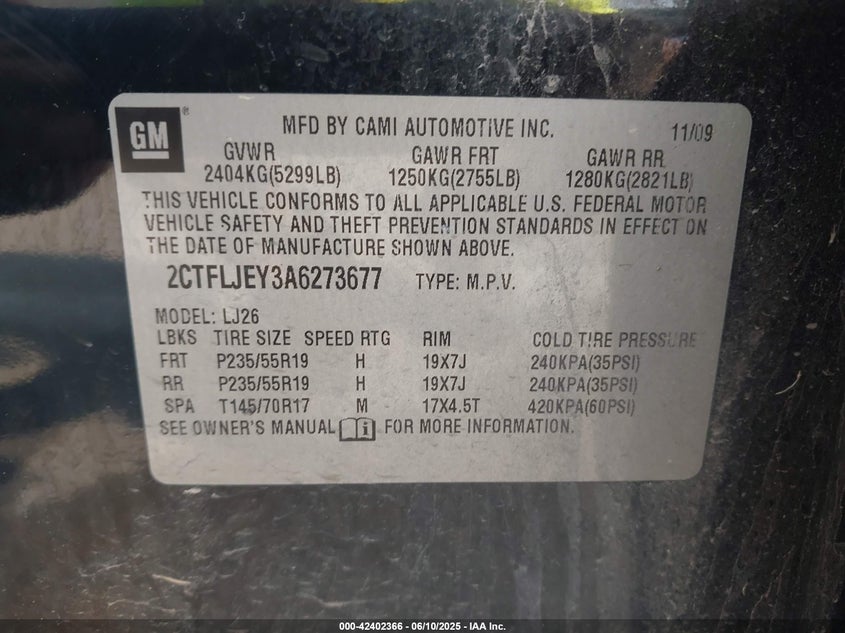 GM ® MFD BY CAMI AUTOMOTIVE INC. 11/09
GVWR GAWR FRT GAWR RR
2404KG(5299LB) 1250KG(2755LB) 1280KG(2821LB)
THIS VEHICLE CONFORMS TO ALL APPLICABLE U.S. FEDERAL MOTOR
VEHICLE SAFETY AND THEFT PREVENTION STANDARDS IN EFFECT ON
THE DATE OF MANUFACTURE SHOWN ABOVE.
2CTFLJEY3A6273677 TYPE: M.P.V.
MODEL: LJ26
LBKS TIRE SIZE SPEED RTG RIM COLD TIRE PRESSURE
FRT P235/55R19 H 19X7J 240KPA(35PSI)
RR P235/55R19 H 19X7J 240KPA(35PSI)
SPA T145/70R17 M 17X4.5T 420KPA(60PSI)
SEE OWNER'S MANUAL i FOR MORE INFORMATION.
000-42402366 - 06/10/2025 - IAA Inc.